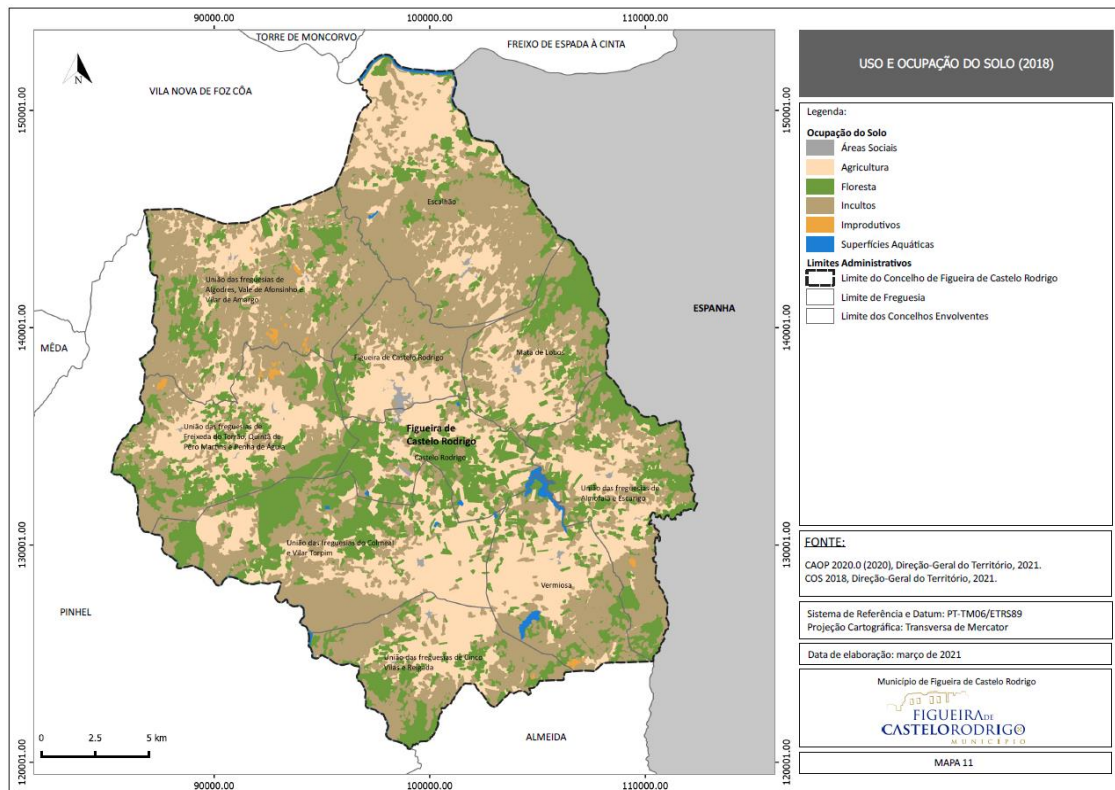 90000.00
100000.00
110000.00
TORRE DE MONCORVO
FREIXO DE ESPADA À CINTA
VILA NOVA DE FOZ CÔA
N
150001.00
150001.00
Escalhão
União das freguesias de
Algodres, Vale de Afonsinho e
Vilar de Amargo
ESPANHA
140001.00
140001.00
MÊDA
Figueira de Castelo Rodrigo
Mata de Lobos
União das freguesias de
Freixeda do Torrão, Quintã de
Pêro Martins e Penha de Águia
Figueira de
Castelo Rodrigo
Castelo Rodrigo
União das freguesias de
Almofala e Escarigo
130001.00
130001.00
União das freguesias do Colmeal
e Vilar Torpim
Vermiosa
PINHEL
União das freguesias de Cinco
Vilas e Reigada
0 2.5 5 km
ALMEIDA
120001.00
120001.00
90000.00
100000.00
110000.00
USO E OCUPAÇÃO DO SOLO (2018)
Legenda:
Ocupação do Solo
Áreas Sociais
Agricultura
Floresta
Incultos
Improdutivos
Superfícies Aquáticas
Limites Administrativos
Limite do Concelho de Figueira de Castelo Rodrigo
Limite de Freguesia
Limite dos Concelhos Envolventes
FONTE:
CAOP 2020.0 (2020), Direção-Geral do Território, 2021.
COS 2018, Direção-Geral do Território, 2021.
Sistema de Referência e Datum: PT-TM06/ETRS89
Projeção Cartográfica: Transversa de Mercator
Data de elaboração: março de 2021
Município de Figueira de Castelo Rodrigo
FIGUEIRA DE
CASTELO RODRIGO
MUNICÍPIO
MAPA 11